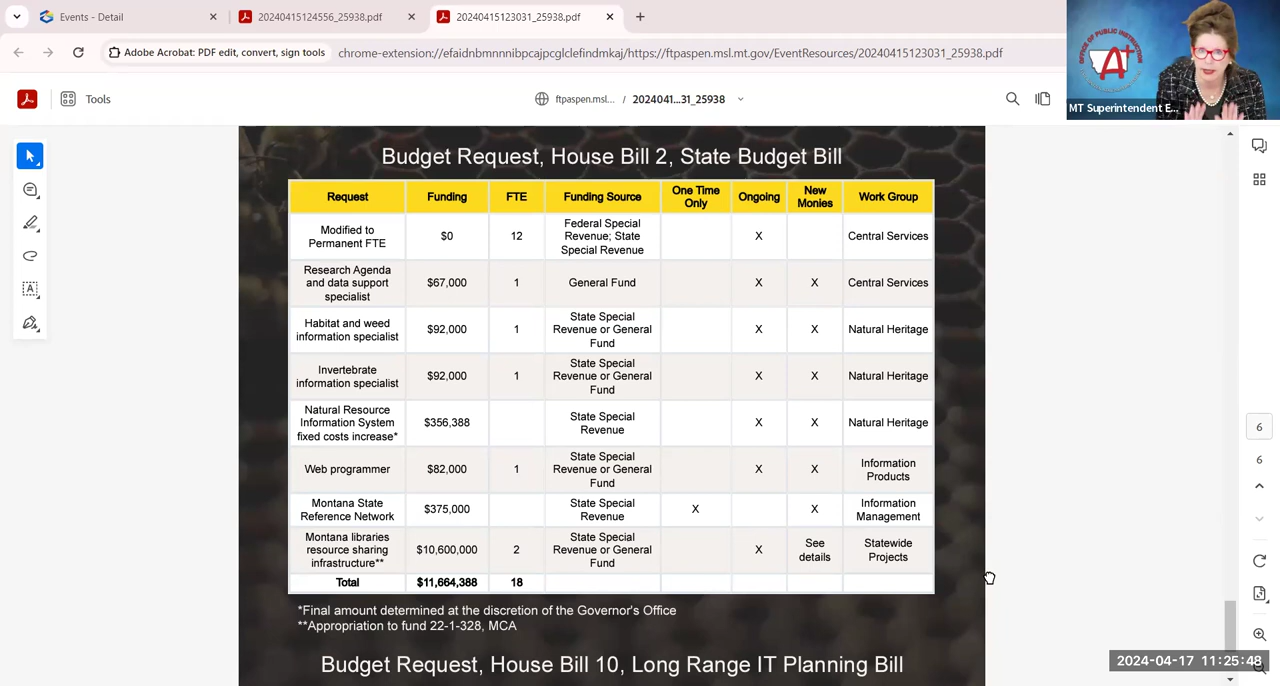 Events - Detail
20240415124556_25938.pdf
20240415123031_25938.pdf
Adobe Acrobat: PDF edit, convert, sign tools
chrome-extension://efaidnbmnnnibpcajpcglclefindmkaj/https://ftpaspen.msl.mt.gov/EventResources/20240415123031_25938.pdf
OFFICE OF PUBLIC INSTRUCTION
A+
MT Superintendent E...
Tools
ftpaspen.msl... / 2024041...31_25938
Budget Request, House Bill 2, State Budget Bill
Request Funding FTE Funding Source One Time Only Ongoing New Monies Work Group
Modified to Permanent FTE $0 12 Federal Special Revenue; State Special Revenue X Central Services
Research Agenda and data support specialist $67,000 1 General Fund X X Central Services
Habitat and weed information specialist $92,000 1 State Special Revenue or General Fund X X Natural Heritage
Invertebrate information specialist $92,000 1 State Special Revenue or General Fund X X Natural Heritage
Natural Resource Information System fixed costs increase* $356,388 State Special Revenue X X Natural Heritage
Web programmer $82,000 1 State Special Revenue or General Fund X X Information Products
Montana State Reference Network $375,000 State Special Revenue X X Information Management
Montana libraries resource sharing infrastructure** $10,600,000 2 State Special Revenue or General Fund X See details Statewide Projects
Total $11,664,388 18
*Final amount determined at the discretion of the Governor's Office
**Appropriation to fund 22-1-328, MCA
Budget Request, House Bill 10, Long Range IT Planning Bill
6
6
2024-04-17 11:25:48